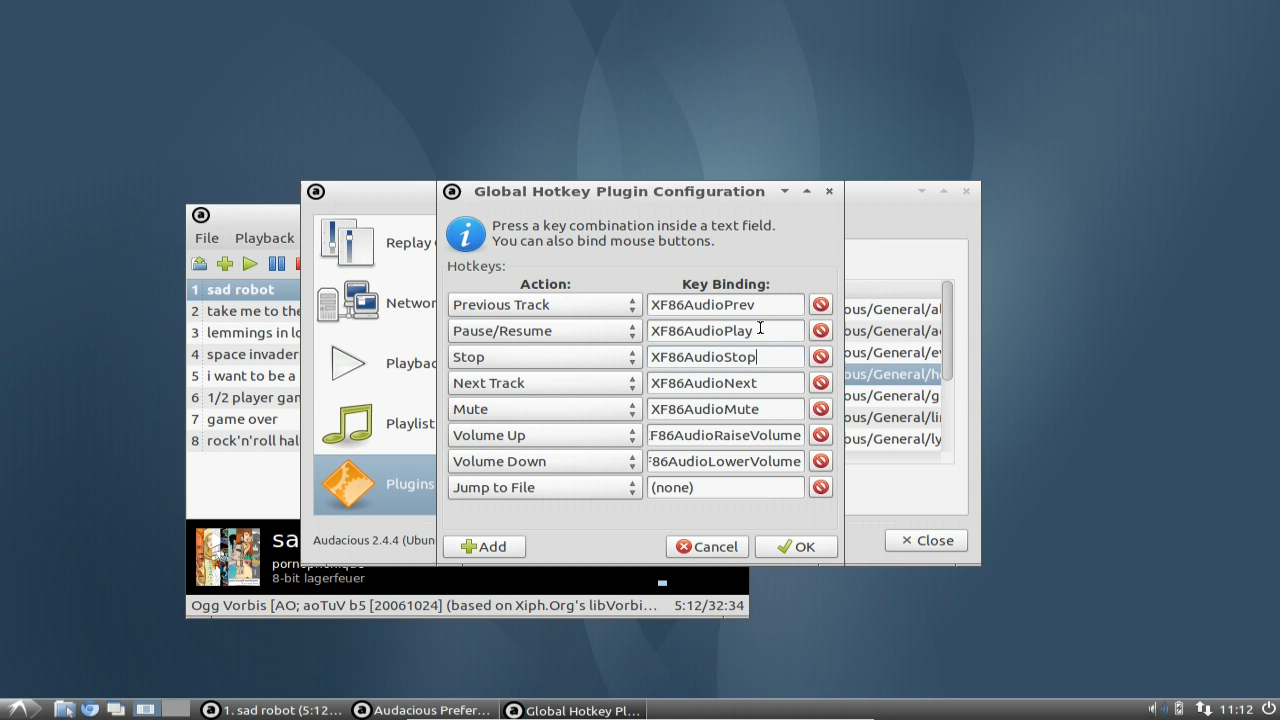 Global Hotkey Plugin Configuration
File Playback
Press a key combination inside a text field.
You can also bind mouse buttons.
Hotkeys:
Action: Key Binding:
Previous Track XF86AudioPrev
Pause/Resume XF86AudioPlay
Stop XF86AudioStop
Next Track XF86AudioNext
Mute XF86AudioMute
Volume Up F86AudioRaiseVolume
Volume Down 86AudioLowerVolume
Jump to File (none)
Add Cancel OK
Replay
Networ
Playbac
Playlist
Plugins
Audacious 2.4.4 (Ubun
ous/General/al
ous/General/a
ous/General/e
ous/General/h
ous/General/g
ous/General/li
ous/General/ly
Close
1 sad robot
2 take me to the
3 lemmings in lo
4 space invader
5 i want to be a
6 1/2 player gan
7 game over
8 rock'n'roll hal
sa
pornophonique
8-bit lagerfeuer
Ogg Vorbis [AO; aoTuV b5 [20061024] (based on Xiph.Org's libVorbi... 5:12/32:34
1. sad robot (5:12... Audacious Prefer... Global Hotkey Pl... 11:12